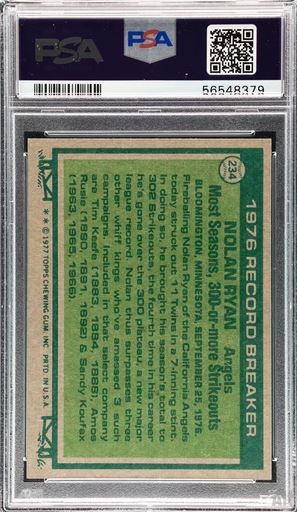 PSA
PSA
56548379
234
1976 RECORD BREAKER
NOLAN RYAN Angels
Most Seasons, 300-or-more Strikeouts
BLOOMINGTON, MINNESOTA, SEPTEMBER 25, 1976.
Fireballing Nolan Ryan of the California Angels
today struck out 11 Twins in a 7-inning stint.
In doing so, he brought his season's total to
302 Strikeouts, the fourth time in his career
he's gone over the 300 plateau, a new major
league record. Nolan thus surpasses three
other whiff kings who've amassed 3 such
campaigns. Included in that select company
are Tim Keefe (1883, 1884, 1888), Amos
Rusie (1890, 1891, 1892) & Sandy Koufax
(1963, 1965, 1966).
** © 1977 TOPPS CHEWING GUM, INC. PRTD. IN U.S.A.
PSA